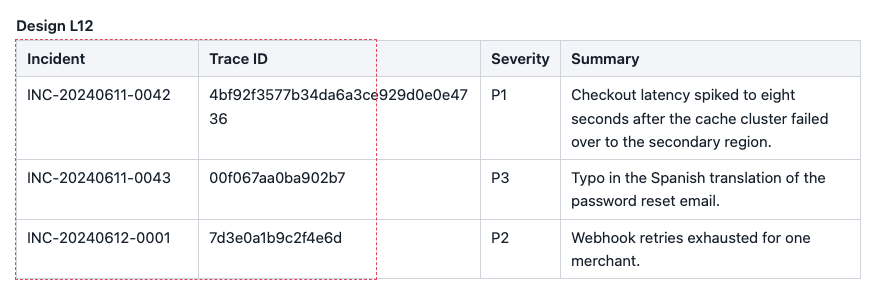 Design L12
Incident Trace ID Severity Summary
INC-20240611-0042 4bf92f3577b34da6a3ce929d0e0e47 P1 Checkout latency spiked to eight
36 seconds after the cache cluster failed
over to the secondary region.
INC-20240611-0043 00f067aa0ba902b7 P3 Typo in the Spanish translation of the
password reset email.
INC-20240612-0001 7d3e0a1b9c2f4e6d P2 Webhook retries exhausted for one
merchant.